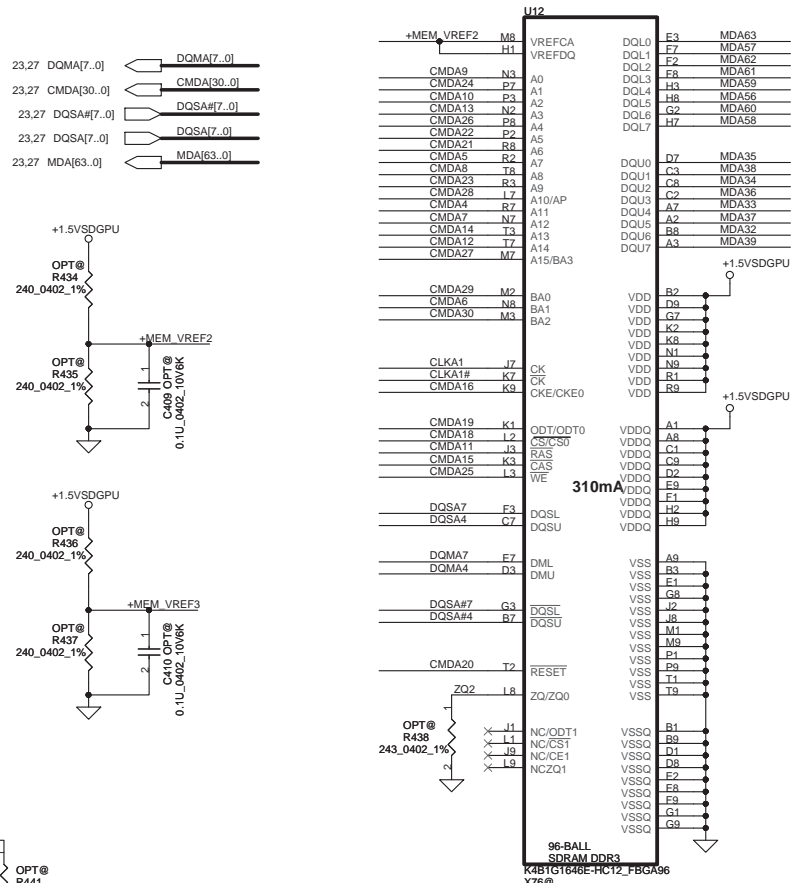 23,27 DQMA[7..0] DQMA[7..0]
23,27 CMDA[30..0] CMDA[30..0]
23,27 DQSA#[7..0] DQSA#[7..0]
23,27 DQSA[7..0] DQSA[7..0]
23,27 MDA[63..0] MDA[63..0]
+1.5VSDGPU
OPT@
R434
240_0402_1%
+MEM_VREF2
OPT@
R435
240_0402_1%
1
2
C409 OPT@
0.1U_0402_10V6K
+1.5VSDGPU
OPT@
R436
240_0402_1%
+MEM_VREF3
OPT@
R437
240_0402_1%
1
2
C410 OPT@
0.1U_0402_10V6K
OPT@
R441
U12
+MEM_VREF2 M8 VREFCA
H1 VREFDQ
CMDA9 N3 A0
CMDA24 P7 A1
CMDA10 P3 A2
CMDA13 N2 A3
CMDA26 P8 A4
CMDA22 P2 A5
CMDA21 R8 A6
CMDA5 R2 A7
CMDA8 T8 A8
CMDA23 R3 A9
CMDA28 L7 A10/AP
CMDA4 R7 A11
CMDA7 N7 A12
CMDA14 T3 A13
CMDA12 T7 A14
CMDA27 M7 A15/BA3
CMDA29 M2 BA0
CMDA6 N8 BA1
CMDA30 M3 BA2
CLKA1 J7 CK
CLKA1# K7 CK
CMDA16 K9 CKE/CKE0
CMDA19 K1 ODT/ODT0
CMDA18 L2 CS/CS0
CMDA11 J3 RAS
CMDA15 K3 CAS
CMDA25 L3 WE
310mA
DQSA7 F3 DQSL
DQSA4 C7 DQSU
DQMA7 E7 DML
DQMA4 D3 DMU
DQSA#7 G3 DQSL
DQSA#4 B7 DQSU
CMDA20 T2 RESET
ZQ2 L8 ZQ/ZQ0
1
OPT@
R438
243_0402_1%
2
J1 NC/ODT1
L1 NC/CS1
J9 NC/CE1
L9 NCZQ1
DQL0 E3 MDA63
DQL1 F7 MDA57
DQL2 F2 MDA62
DQL3 F8 MDA61
DQL4 H3 MDA59
DQL5 H8 MDA56
DQL6 G2 MDA60
DQL7 H7 MDA58
DQU0 D7 MDA35
DQU1 C3 MDA38
DQU2 C8 MDA34
DQU3 C2 MDA36
DQU4 A7 MDA33
DQU5 A2 MDA37
DQU6 B8 MDA32
DQU7 A3 MDA39
+1.5VSDGPU
VDD B2
VDD D9
VDD G7
VDD K2
VDD K8
VDD N1
VDD N9
VDD R1
VDD R9
+1.5VSDGPU
VDDQ A1
VDDQ A8
VDDQ C1
VDDQ C9
VDDQ D2
VDDQ E9
VDDQ F1
VDDQ H2
VDDQ H9
VSS A9
VSS B3
VSS E1
VSS G8
VSS J2
VSS J8
VSS M1
VSS M9
VSS P1
VSS P9
VSS T1
VSS T9
VSSQ B1
VSSQ B9
VSSQ D1
VSSQ D8
VSSQ E2
VSSQ E8
VSSQ F9
VSSQ G1
VSSQ G9
96-BALL
SDRAM DDR3
K4B1G1646E-HC12_FBGA96
X76@